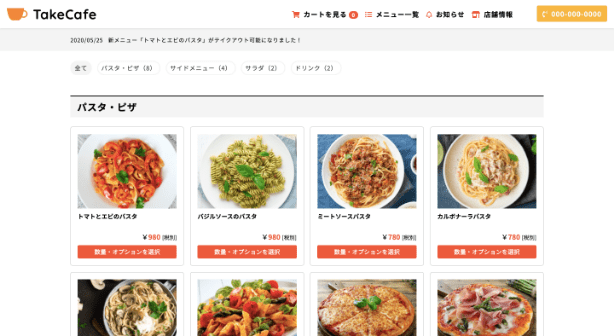 TakeCafe
カートを見る 0
メニュー一覧
お知らせ
店舗情報
000-000-0000
2020/05/25 新メニュー「トマトとエビのパスタ」がテイクアウト可能になりました！
全て
パスタ・ピザ（8）
サイドメニュー（4）
サラダ（2）
ドリンク（2）
パスタ・ピザ
トマトとエビのパスタ
￥980 (税別)
数量・オプションを選択
バジルソースのパスタ
￥980 (税別)
数量・オプションを選択
ミートソースパスタ
￥780 (税別)
数量・オプションを選択
カルボナーラパスタ
￥780 (税別)
数量・オプションを選択